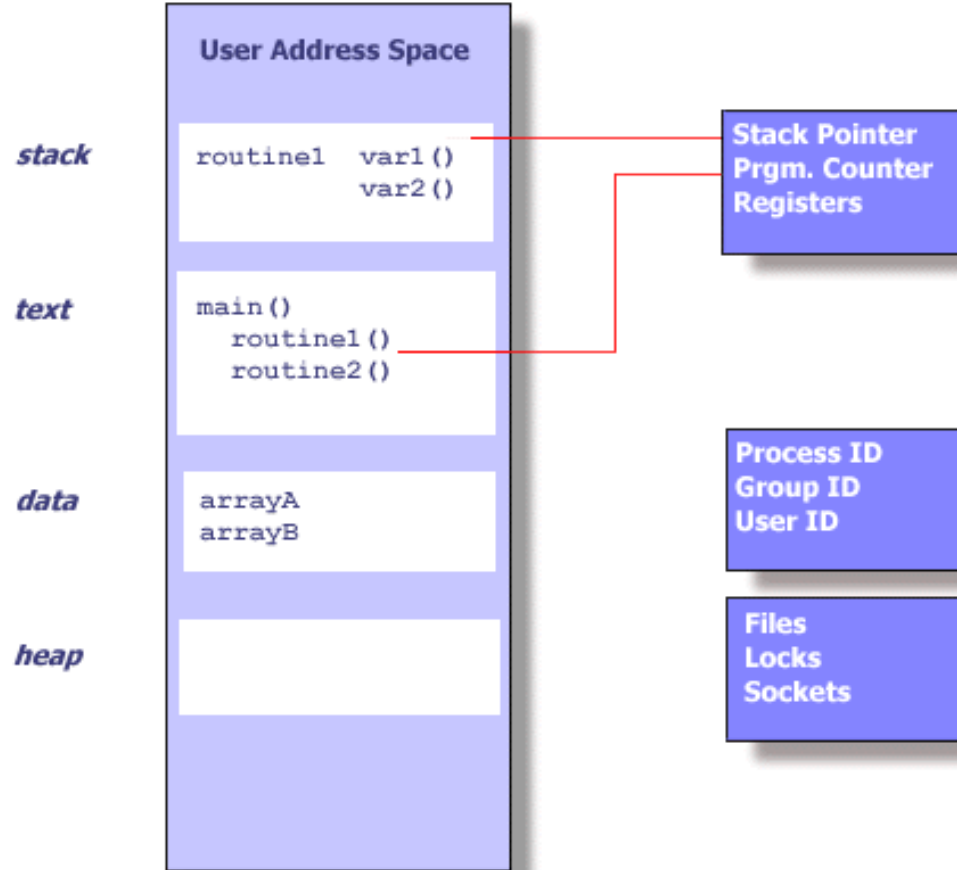 User Address Space
stack
routine1 var1()
var2()
text
main()
routine1()
routine2()
data
arrayA
arrayB
heap
Stack Pointer
Prgm. Counter
Registers
Process ID
Group ID
User ID
Files
Locks
Sockets